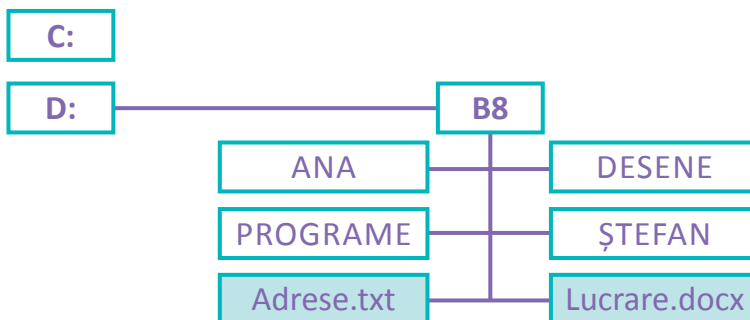 C:
D: B8
ANA DESENE
PROGRAME ȘTEFAN
Adrese.txt Lucrare.docx